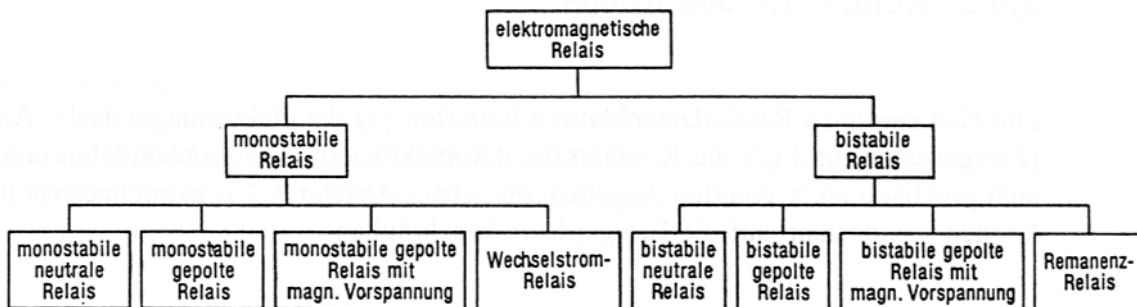 elektromagnetische
Relais
monostabile
Relais
bistabile
Relais
monostabile
neutrale
Relais
monostabile
gepolte
Relais
monostabile gepolte
Relais mit
magn. Vorspannung
Wechselstrom-
Relais
bistabile
neutrale
Relais
bistabile
gepolte
Relais
bistabile gepolte
Relais mit
magn. Vorspannung
Remanenz-
Relais